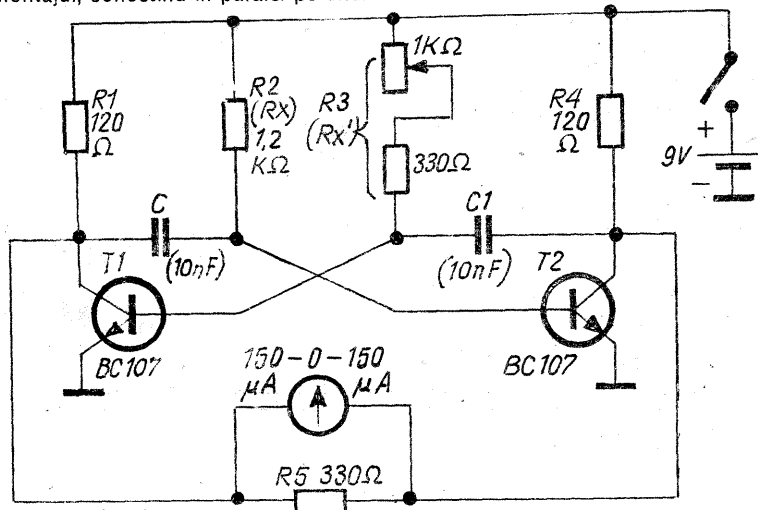 1KΩ
R1
120
Ω
R2
(Rx)
1,2
KΩ
R3
(Rx')
330Ω
R4
120
Ω
+
9V
−
C
(10nF)
C1
(10nF)
T1
BC107
T2
BC107
150-0-150
µA
µA
R5 330Ω